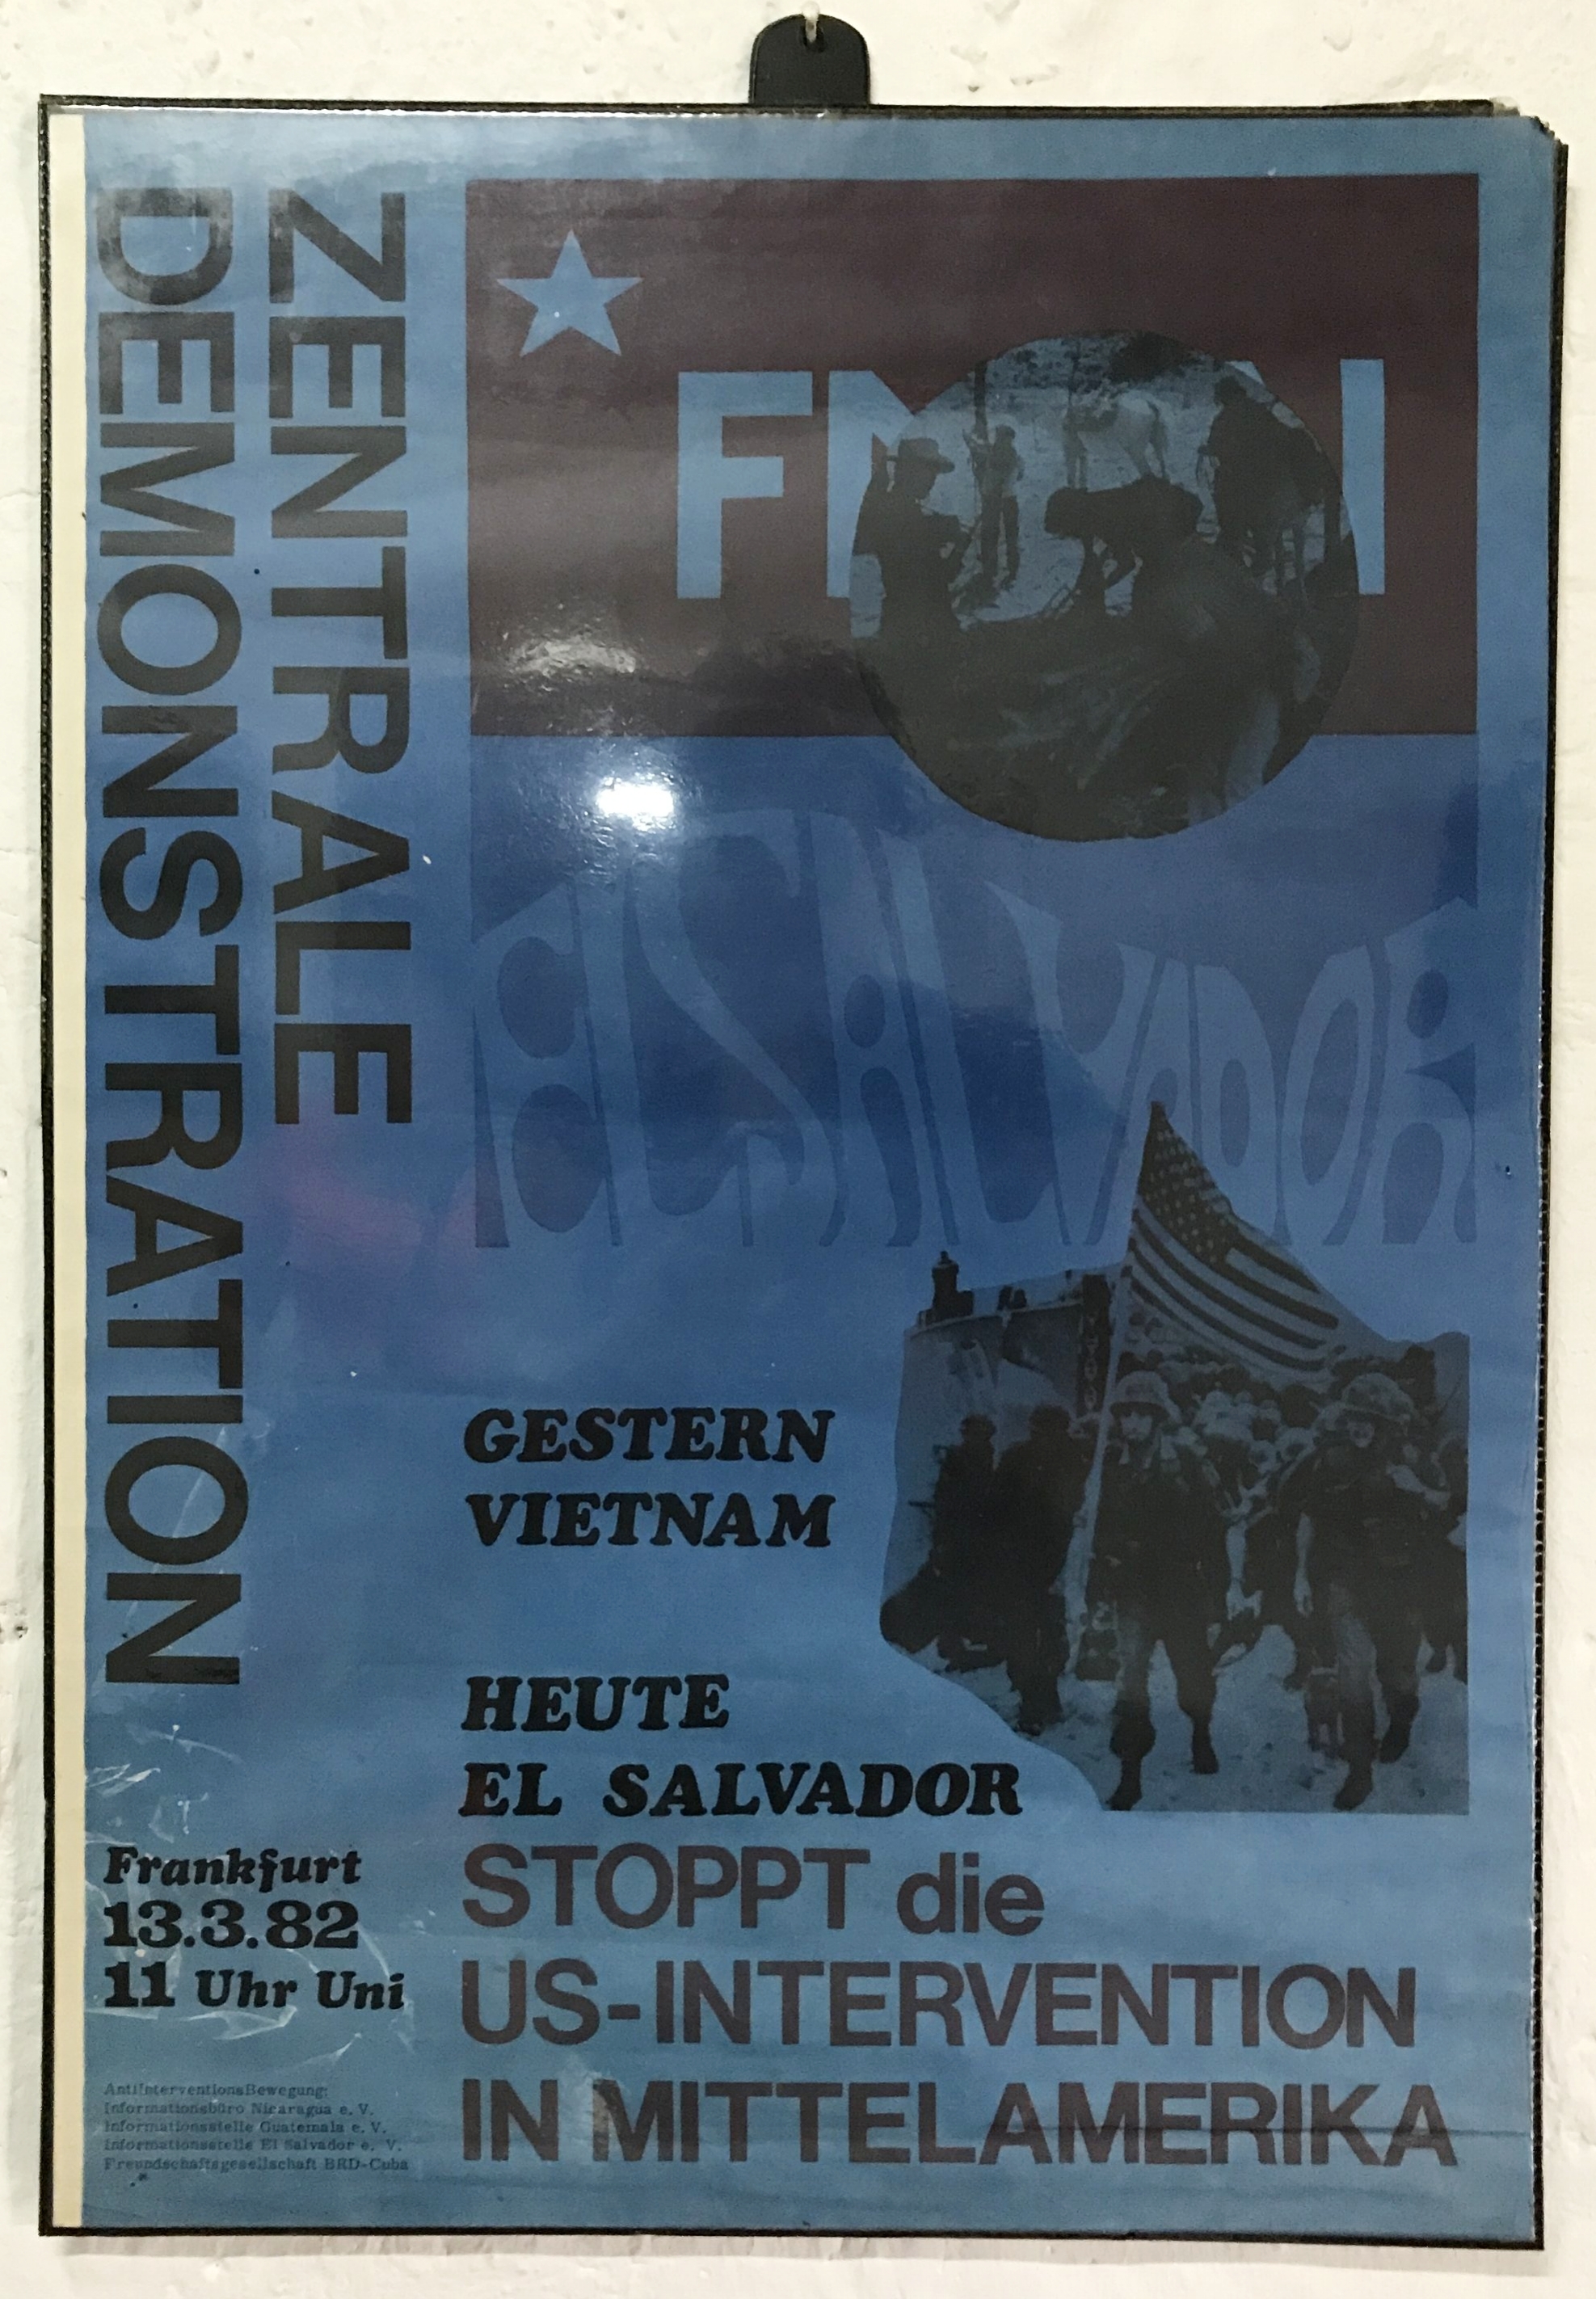 ZENTRALE
DEMONSTRATION
FM N
EL SALVADOR
GESTERN
VIETNAM
HEUTE
EL SALVADOR
STOPPT die
US-INTERVENTION
IN MITTELAMERIKA
Frankfurt
13.3.82
11 Uhr Uni
AntiInterventionsBewegung:
Informationsbüro Nicaragua e. V.
Informationsstelle Guatemala e. V.
Informationsstelle El Salvador e. V.
Freundschaftsgesellschaft BRD-Cuba